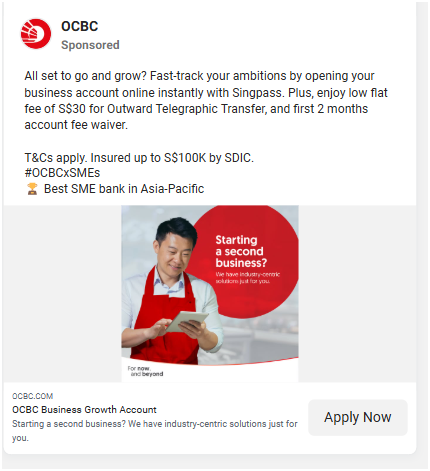 OCBC
Sponsored
All set to go and grow? Fast-track your ambitions by opening your
business account online instantly with Singpass. Plus, enjoy low flat
fee of S$30 for Outward Telegraphic Transfer, and first 2 months
account fee waiver.
T&Cs apply. Insured up to S$100K by SDIC.
#OCBCxSMEs
🏆 Best SME bank in Asia-Pacific
Starting
a second
business?
We have industry-centric
solutions just for you.
For now,
and beyond
OCBC.COM
OCBC Business Growth Account
Starting a second business? We have industry-centric solutions just for
you.
Apply Now